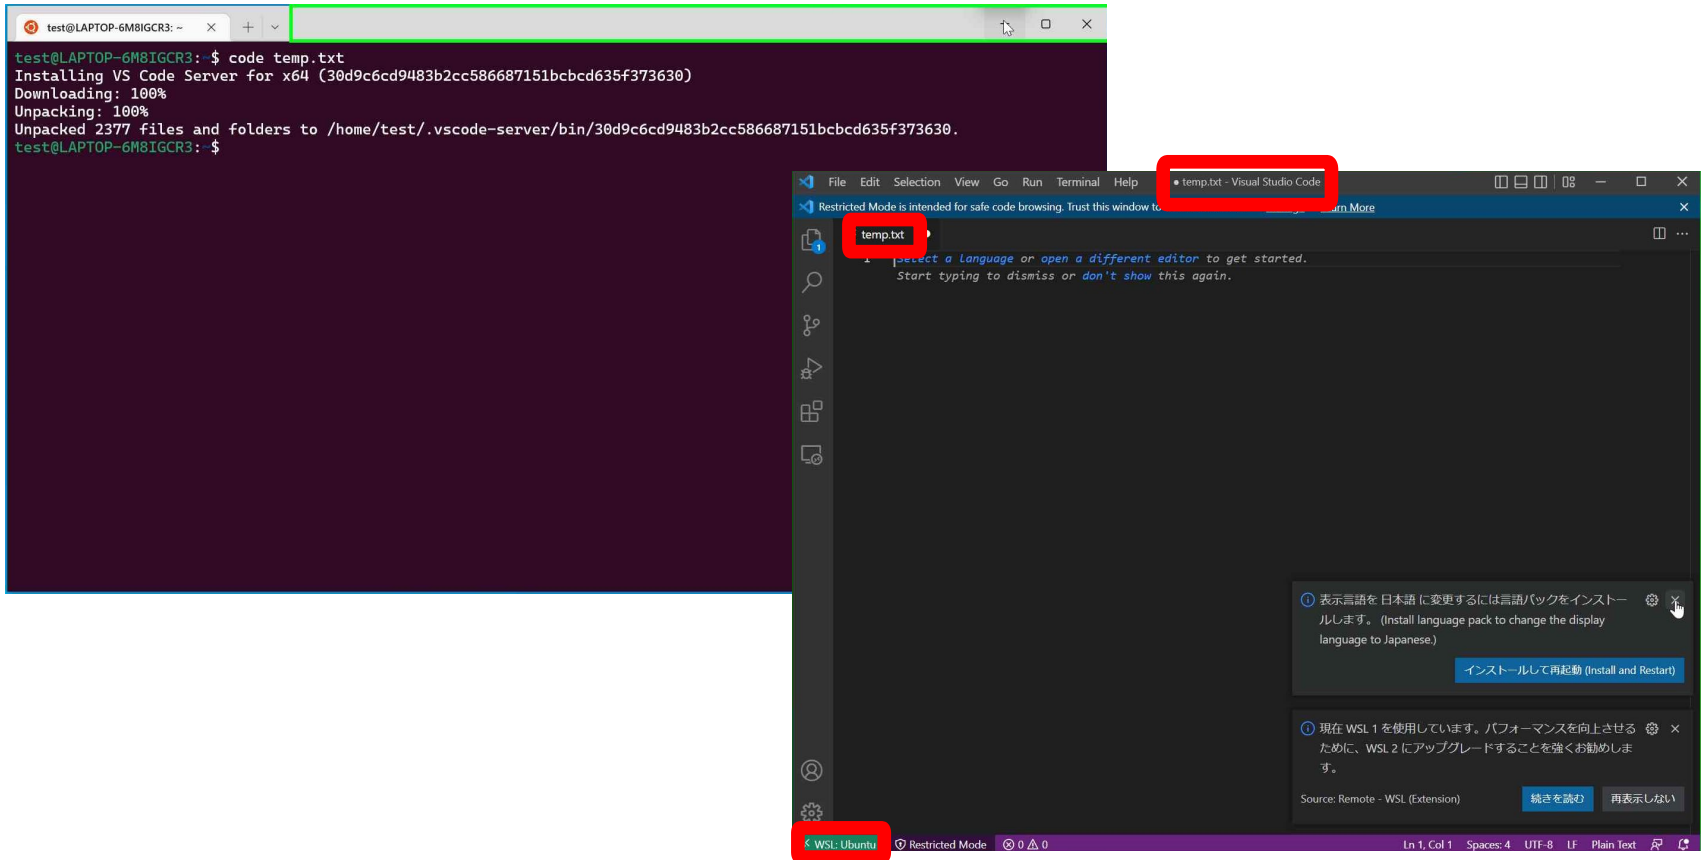 test@LAPTOP-6M8IGCR3: ~
test@LAPTOP-6M8IGCR3:~$ code temp.txt
Installing VS Code Server for x64 (30d9c6cd9483b2cc586687151bcbcd635f373630)
Downloading: 100%
Unpacking: 100%
Unpacked 2377 files and folders to /home/test/.vscode-server/bin/30d9c6cd9483b2cc586687151bcbcd635f373630.
test@LAPTOP-6M8IGCR3:~$
File Edit Selection View Go Run Terminal Help ● temp.txt - Visual Studio Code
Restricted Mode is intended for safe code browsing. Trust this window to Learn More
temp.txt
1 Select a language or open a different editor to get started.
Start typing to dismiss or don't show this again.
1
表示言語を 日本語 に変更するには言語パックをインストー
ルします。 (Install language pack to change the display
language to Japanese.)
インストールして再起動 (Install and Restart)
現在 WSL 1 を使用しています。パフォーマンスを向上させる
ために、WSL 2 にアップグレードすることを強くお勧めしま
す。
Source: Remote - WSL (Extension) 続きを読む 再表示しない
WSL: Ubuntu Restricted Mode 0 0 Ln 1, Col 1 Spaces: 4 UTF-8 LF Plain Text